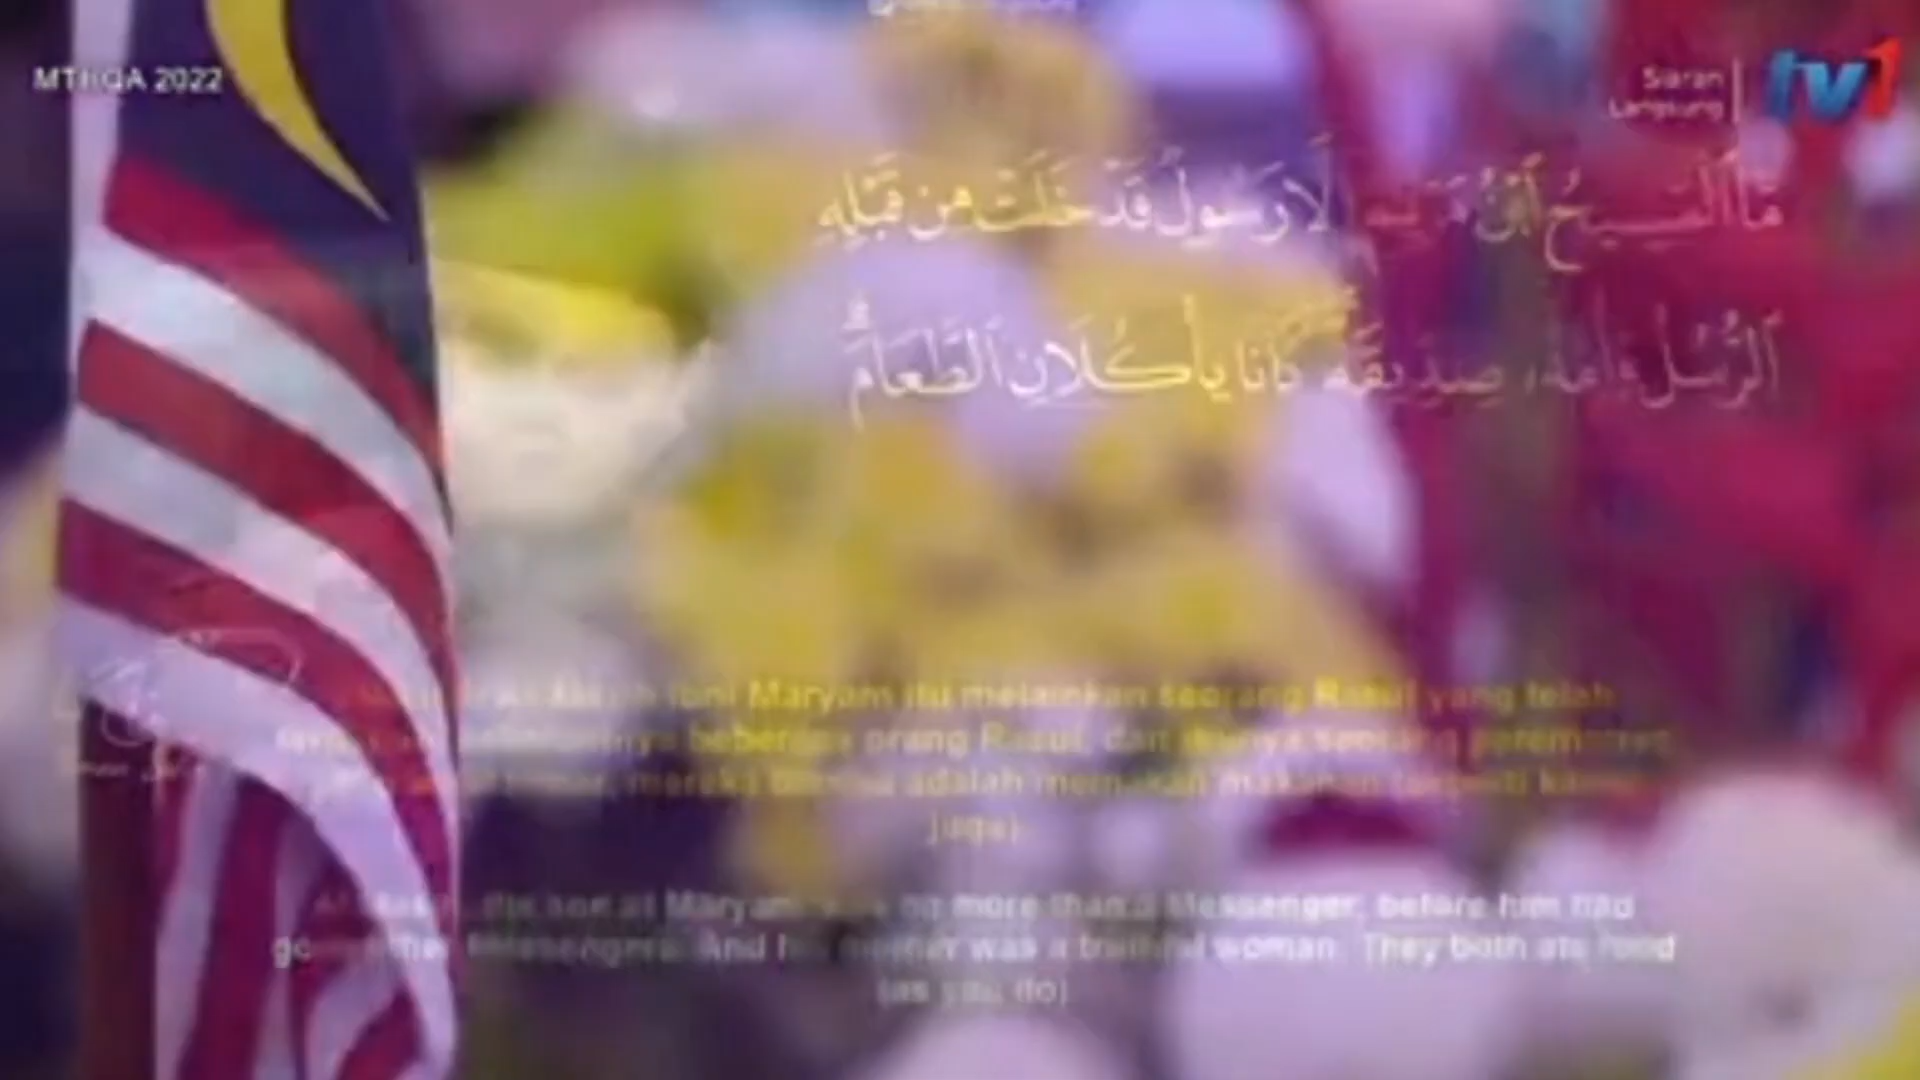 MTHQA 2022
Siaran
Langsung
tv1
مَّا ٱلْمَسِيحُ ٱبْنُ مَرْيَمَ إِلَّا رَسُولٌ قَدْ خَلَتْ مِن قَبْلِهِ
ٱلرُّسُلُ وَأُمُّهُۥ صِدِّيقَةٌ كَانَا يَأْكُلَانِ ٱلطَّعَامَ
ibni Maryam itu melainkan seorang Rasul yang telah
beberapa orang Rasul, dan ibunya seorang perempuan
mereka berdua adalah memakan makanan (seperti kamu
juga).
the son of Maryam was no more than a Messenger, before him had
gone other Messengers. And his mother was a truthful woman. They both ate food
(as you do)